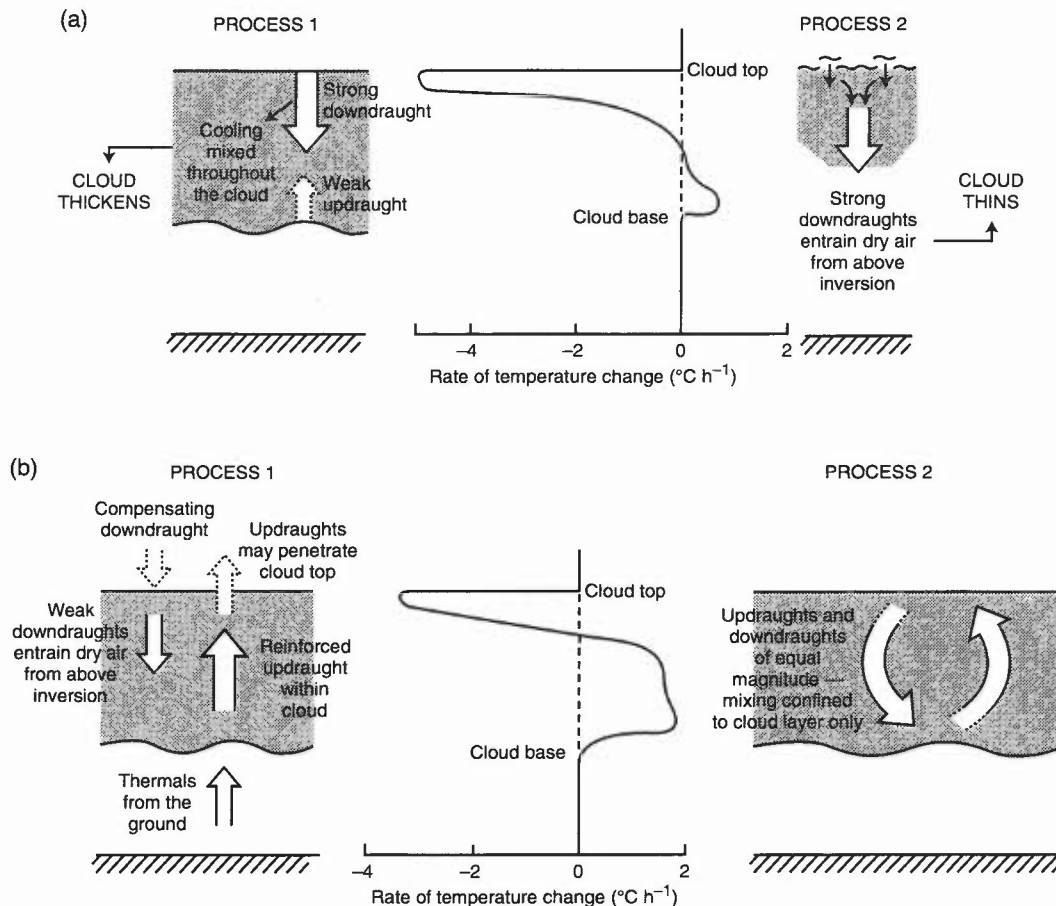 (a)
PROCESS 1
PROCESS 2
Cloud top
Strong
downdraught
Cooling
mixed
throughout
the cloud
Weak
updraught
CLOUD
THICKENS
Cloud base
Strong
downdraughts
entrain dry air
from above
inversion
CLOUD
THINS
−4
−2
0
2
Rate of temperature change (°C h⁻¹)
(b)
PROCESS 1
PROCESS 2
Compensating
downdraught
Updraughts
may penetrate
cloud top
Weak
downdraughts
entrain dry air
from above
inversion
Reinforced
updraught
within
cloud
Thermals
from the
ground
Cloud top
Cloud base
Updraughts and
downdraughts
of equal
magnitude —
mixing confined
to cloud layer only
−4
−2
0
2
Rate of temperature change (°C h⁻¹)